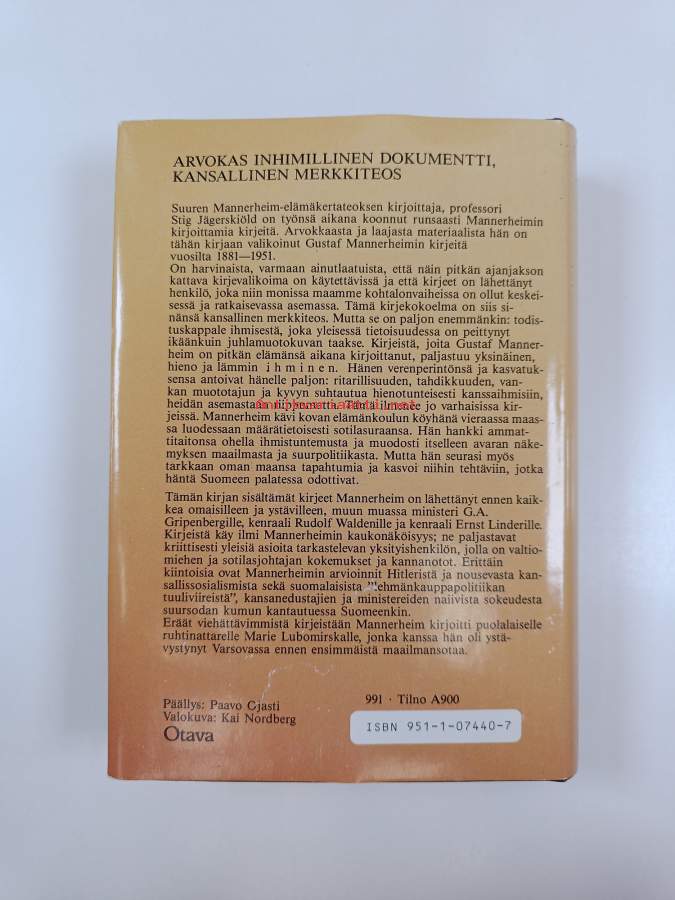 ARVOKAS INHIMILLINEN DOKUMENTTI,
KANSALLINEN MERKKITEOS
Suuren Mannerheim-elämäkertateoksen kirjoittaja, professori
Stig Jägerskiöld on työnsä aikana koonnut runsaasti Mannerheimin
kirjoittamia kirjeitä. Arvokkaasta ja laajasta materiaalista hän on
tähän kirjaan valikoinut Gustaf Mannerheimin kirjeitä
vuosilta 1881—1951.
On harvinaista, varmaan ainutlaatuista, että näin pitkän ajanjakson
kattava kirjevalikoima on käytettävissä ja että kirjeet on lähettänyt
henkilö, joka niin monissa maamme kohtalonvaiheissa on ollut keskei-
sessä ja ratkaisevassa asemassa. Tämä kirjekokoelma on siis si-
nänsä kansallinen merkkiteos. Mutta se on paljon enemmänkin: todis-
tuskappale ihmisestä, joka yleisessä tietoisuudessa on peittynyt
ikäänkuin juhlamuotokuvan taakse. Kirjeistä, joita Gustaf Manner-
heim on pitkän elämänsä aikana kirjoittanut, paljastuu yksinäinen,
hieno ja lämmin ihminen. Hänen verenperintönsä ja kasvatuk-
sensa antoivat hänelle paljon: ritarillisuuden, tahdikkuuden, van-
kan muototajun ja kyvyn suhtautua hienotunteisesti kanssaihmisiin,
heidän asemastaan riippumatta. Tämä ilmenee jo varhaisissa kir-
Antikvariaatti.net
jeissä. Mannerheim kävi kovan elämänkoulun köyhänä vieraassa maas-
sa luodessaan määrätietoisesti sotilasuraansa. Hän hankki ammat-
titaitonsa ohella ihmistuntemusta ja muodosti itselleen avaran näke-
myksen maailmasta ja suurpolitiikasta. Mutta hän seurasi myös
tarkkaan oman maansa tapahtumia ja kasvoi niihin tehtäviin, jotka
häntä Suomeen palatessa odottivat.
Tämän kirjan sisältämät kirjeet Mannerheim on lähettänyt ennen kaik-
kea omaisilleen ja ystävilleen, muun muassa ministeri G.A.
Gripenbergille, kenraali Rudolf Waldenille ja kenraali Ernst Linderille.
Kirjeistä käy ilmi Mannerheimin kaukonäköisyys; ne paljastavat
kriittisesti yleisiä asioita tarkastelevan yksityishenkilön, jolla on valtio-
miehen ja sotilasjohtajan kokemukset ja kannanotot. Erittäin
kiintoisia ovat Mannerheimin arvioinnit Hitleristä ja nousevasta kan-
sallissosialismista sekä suomalaisista "lehmänkauppapolitiikan
tuuliviireistä", kansanedustajien ja ministereiden naiivista sokeudesta
suursodan kumun kantautuessa Suomeenkin.
Eräät viehättävimmistä kirjeistään Mannerheim kirjoitti puolalaiselle
ruhtinattarelle Marie Lubomirskalle, jonka kanssa hän oli ystä-
västynyt Varsovassa ennen ensimmäistä maailmansotaa.
Päällys: Paavo Cjasti
Valokuva: Kai Nordberg
Otava
991 · Tilno A900
ISBN 951-1-07440-7